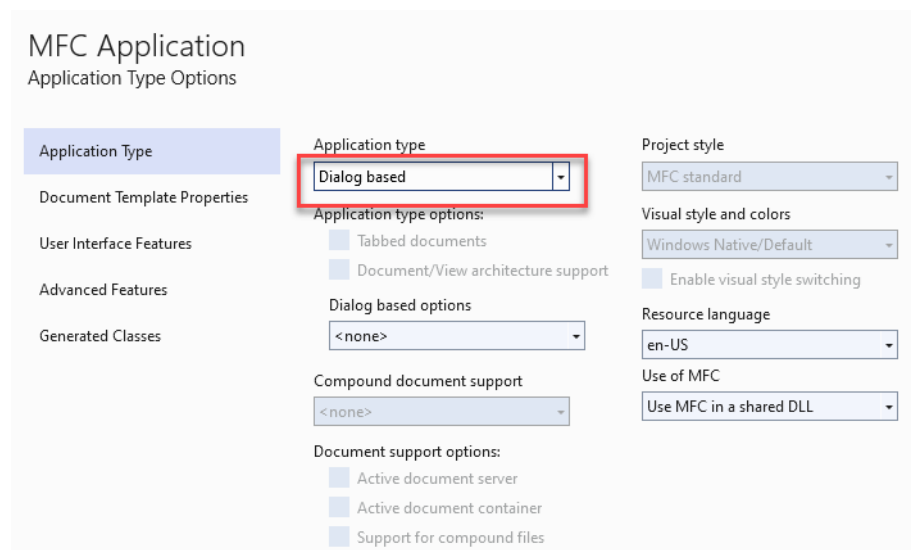 MFC Application
Application Type Options
Application Type
Document Template Properties
User Interface Features
Advanced Features
Generated Classes
Application type
Dialog based
Application type options:
Tabbed documents
Document/View architecture support
Dialog based options
<none>
Compound document support
<none>
Document support options:
Active document server
Active document container
Support for compound files
Project style
MFC standard
Visual style and colors
Windows Native/Default
Enable visual style switching
Resource language
en-US
Use of MFC
Use MFC in a shared DLL